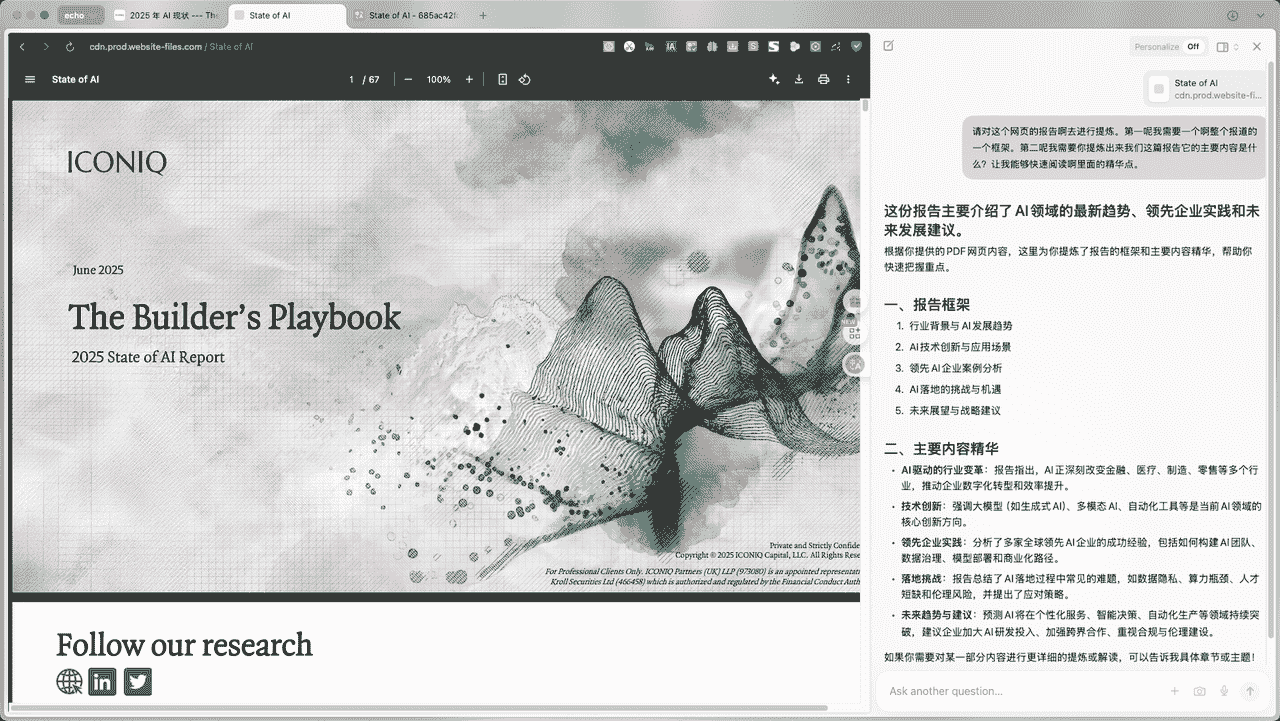 echo
2025 年 AI 现状 --- The
State of AI
State of AI - 685ac42f
cdn.prod.website-files.com / State of AI
State of AI
1 / 67
100%
ICONIQ
June 2025
The Builder's Playbook
2025 State of AI Report
Private and Strictly Confide
Copyright © 2025 ICONIQ Capital, LLC. All Rights Rese
For Professional Clients Only. ICONIQ Partners (UK) LLP (973080) is an appointed representati
Kroll Securities Ltd (466458) which is authorized and regulated by the Financial Conduct Auth
Follow our research
Personalize Off
State of AI
cdn.prod.website-fi...
请对这个网页的报告啊去进行提炼。第一呢我需要一个啊整个报道的
一个框架。第二呢我需要你提炼出来我们这篇报告它的主要内容是什
么？让我能够快速阅读啊里面的精华点。
这份报告主要介绍了 AI 领域的最新趋势、领先企业实践和未
来发展建议。
根据你提供的 PDF 网页内容，这里为你提炼了报告的框架和主要内容精华，帮助你
快速把握重点。
一、报告框架
1. 行业背景与 AI 发展趋势
2. AI 技术创新与应用场景
3. 领先 AI 企业案例分析
4. AI 落地的挑战与机遇
5. 未来展望与战略建议
二、主要内容精华
• AI 驱动的行业变革：报告指出，AI 正深刻改变金融、医疗、制造、零售等多个行
业，推动企业数字化转型和效率提升。
• 技术创新：强调大模型 (如生成式 AI)、多模态 AI、自动化工具等是当前 AI 领域的
核心创新方向。
• 领先企业实践：分析了多家全球领先 AI 企业的成功经验，包括如何构建 AI 团队、
数据治理、模型部署和商业化路径。
• 落地挑战：报告总结了 AI 落地过程中常见的难题，如数据隐私、算力瓶颈、人才
短缺和伦理风险，并提出了应对策略。
• 未来趋势与建议：预测 AI 将在个性化服务、智能决策、自动化生产等领域持续突
破，建议企业加大 AI 研发投入、加强跨界合作、重视合规与伦理建设。
如果你需要对某一部分内容进行更详细的提炼或解读，可以告诉我具体章节或主题！
Ask another question...